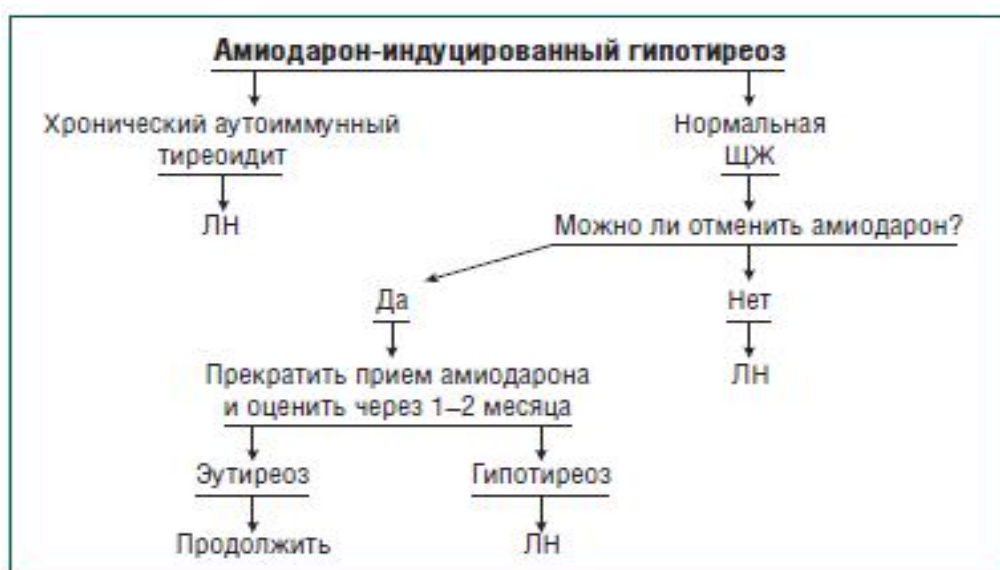 Амиодарон-индуцированный гипотиреоз
Хронический аутоиммунный
тиреоидит
Нормальная
ЩЖ
ЛН
Можно ли отменить амиодарон?
Да
Нет
Прекратить прием амиодарона
и оценить через 1–2 месяца
ЛН
Эутиреоз
Гипотиреоз
Продолжить
ЛН